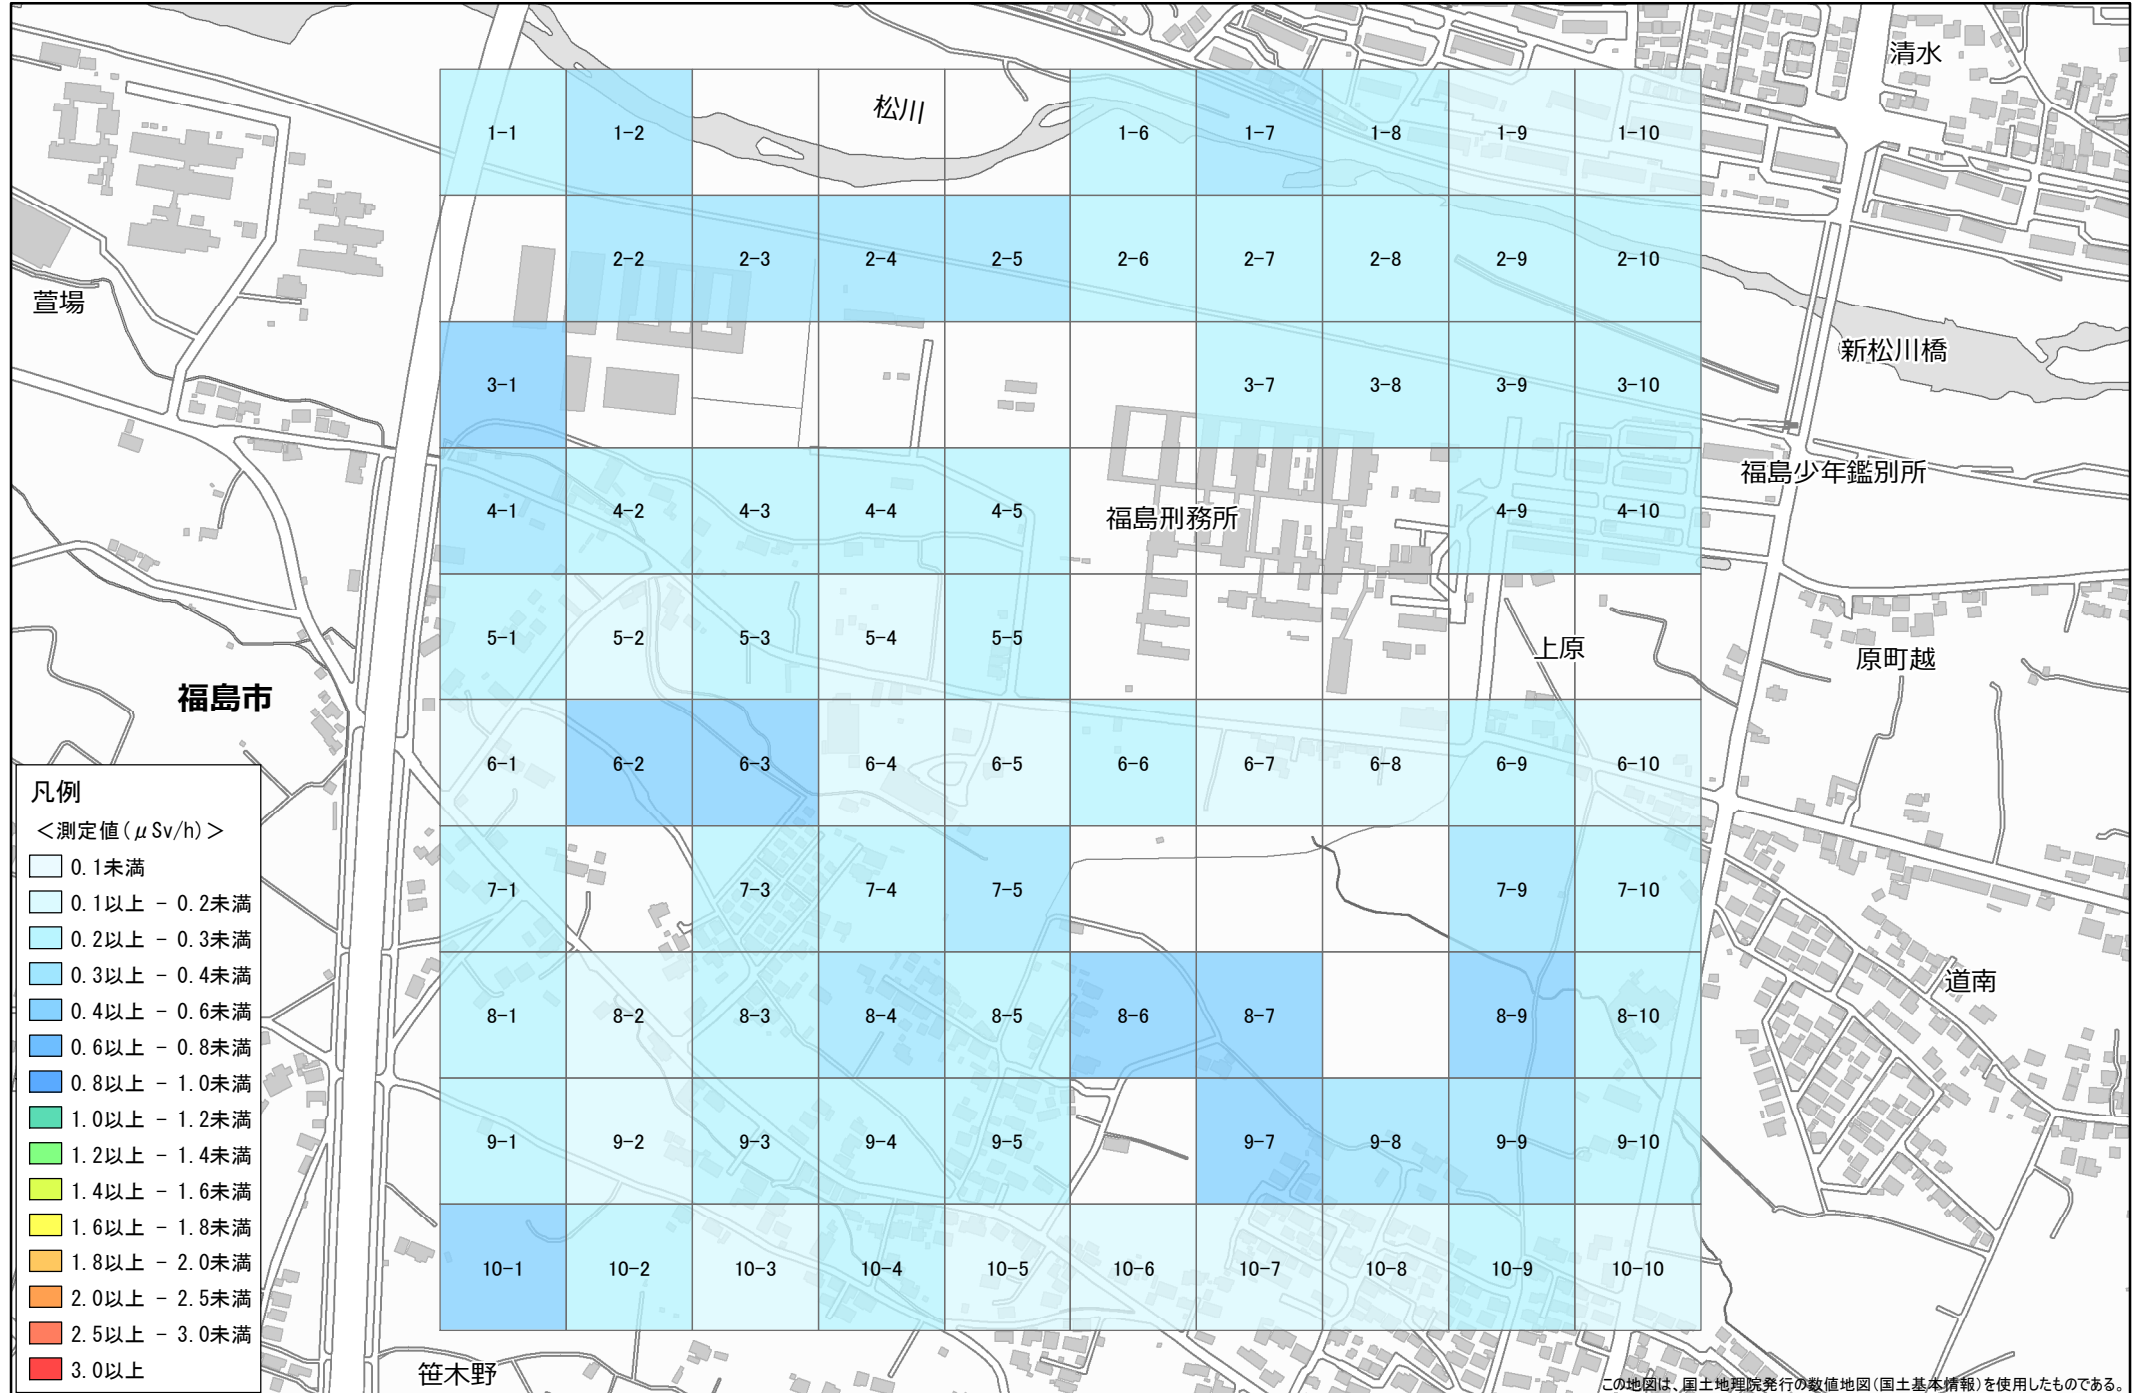 清水
松川
1-1 1-2 1-6 1-7 1-8 1-9 1-10
2-2 2-3 2-4 2-5 2-6 2-7 2-8 2-9 2-10
萱場
新松川橋
3-1 3-7 3-8 3-9 3-10
福島少年鑑別所
4-1 4-2 4-3 4-4 4-5 福島刑務所 4-9 4-10
5-1 5-2 5-3 5-4 5-5 上原
原町越
福島市
6-1 6-2 6-3 6-4 6-5 6-6 6-7 6-8 6-9 6-10
7-1 7-3 7-4 7-5 7-9 7-10
道南
8-1 8-2 8-3 8-4 8-5 8-6 8-7 8-9 8-10
9-1 9-2 9-3 9-4 9-5 9-7 9-8 9-9 9-10
10-1 10-2 10-3 10-4 10-5 10-6 10-7 10-8 10-9 10-10
笹木野
凡例
＜測定値(μSv/h)＞
0.1未満
0.1以上 - 0.2未満
0.2以上 - 0.3未満
0.3以上 - 0.4未満
0.4以上 - 0.6未満
0.6以上 - 0.8未満
0.8以上 - 1.0未満
1.0以上 - 1.2未満
1.2以上 - 1.4未満
1.4以上 - 1.6未満
1.6以上 - 1.8未満
1.8以上 - 2.0未満
2.0以上 - 2.5未満
2.5以上 - 3.0未満
3.0以上
この地図は、国土地理院発行の数値地図(国土基本情報)を使用したものである。